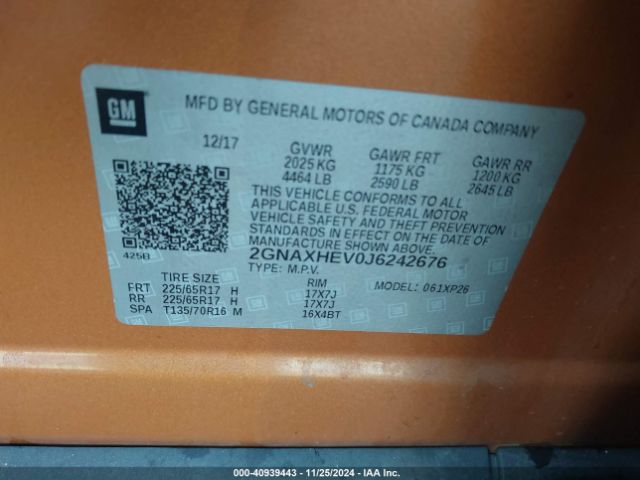 GM
MFD BY GENERAL MOTORS OF CANADA COMPANY
12/17 GVWR GAWR FRT GAWR RR
2025 KG 1175 KG 1200 KG
4464 LB 2590 LB 2645 LB
THIS VEHICLE CONFORMS TO ALL
APPLICABLE U.S. FEDERAL MOTOR
VEHICLE SAFETY AND THEFT PREVENTION
STANDARDS IN EFFECT ON THE DATE OF
MANUFACTURE SHOWN ABOVE.
425B 2GNAXHEV0J6242676
TYPE: M.P.V. MODEL: 061XP26
TIRE SIZE RIM
FRT 225/65R17 H 17X7J
RR 225/65R17 H 17X7J
SPA T135/70R16 M 16X4BT
000-40939443 - 11/25/2024 - IAA Inc.